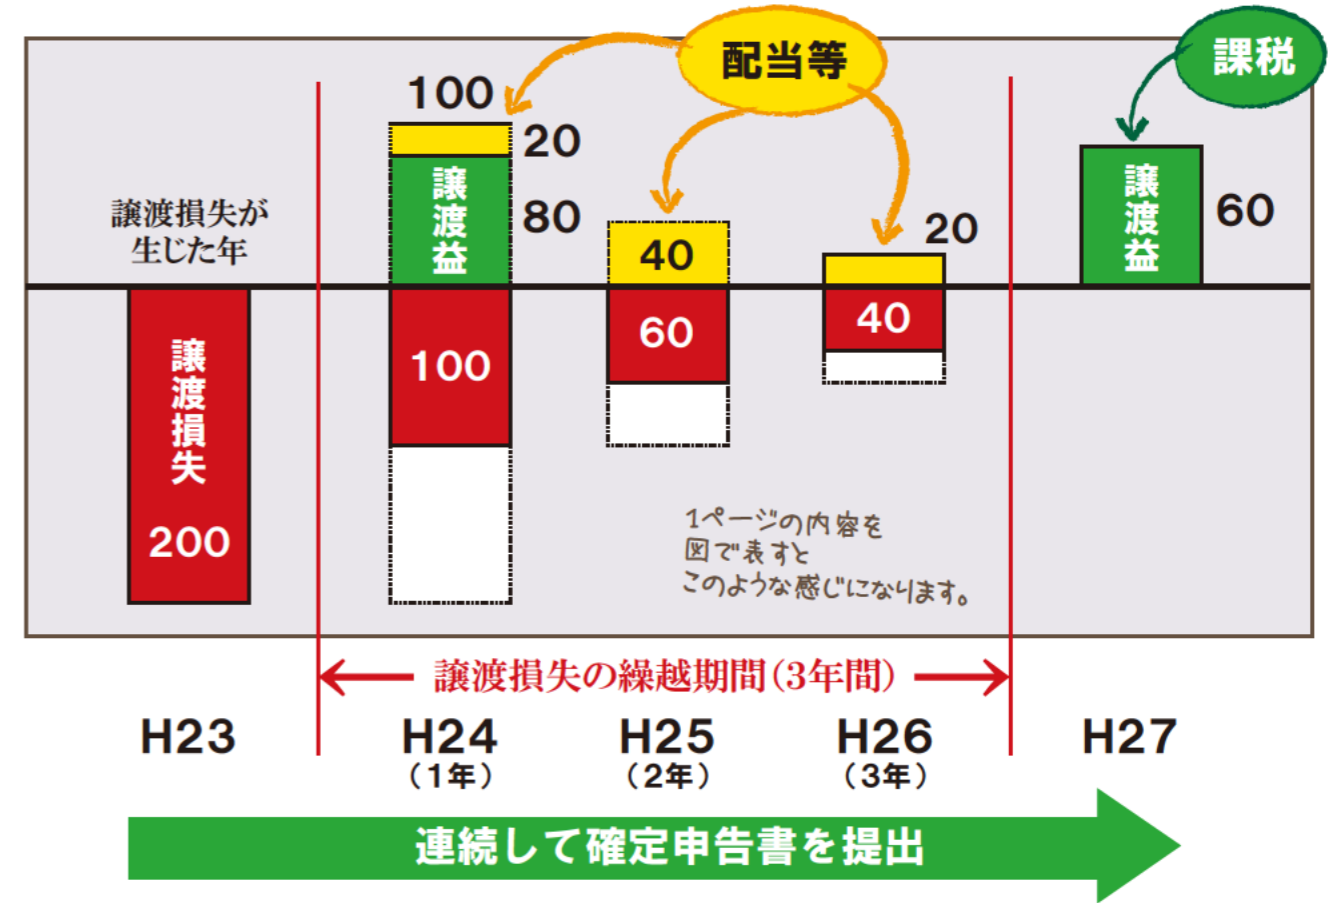 配当等
課税
100
20
譲渡益
80
40
20
譲渡益
60
譲渡損失が
生じた年
譲渡損失
200
100
60
40
1ページの内容を
図で表すと
このような感じになります。
譲渡損失の繰越期間(3年間)
H23
H24
(1年)
H25
(2年)
H26
(3年)
H27
連続して確定申告書を提出